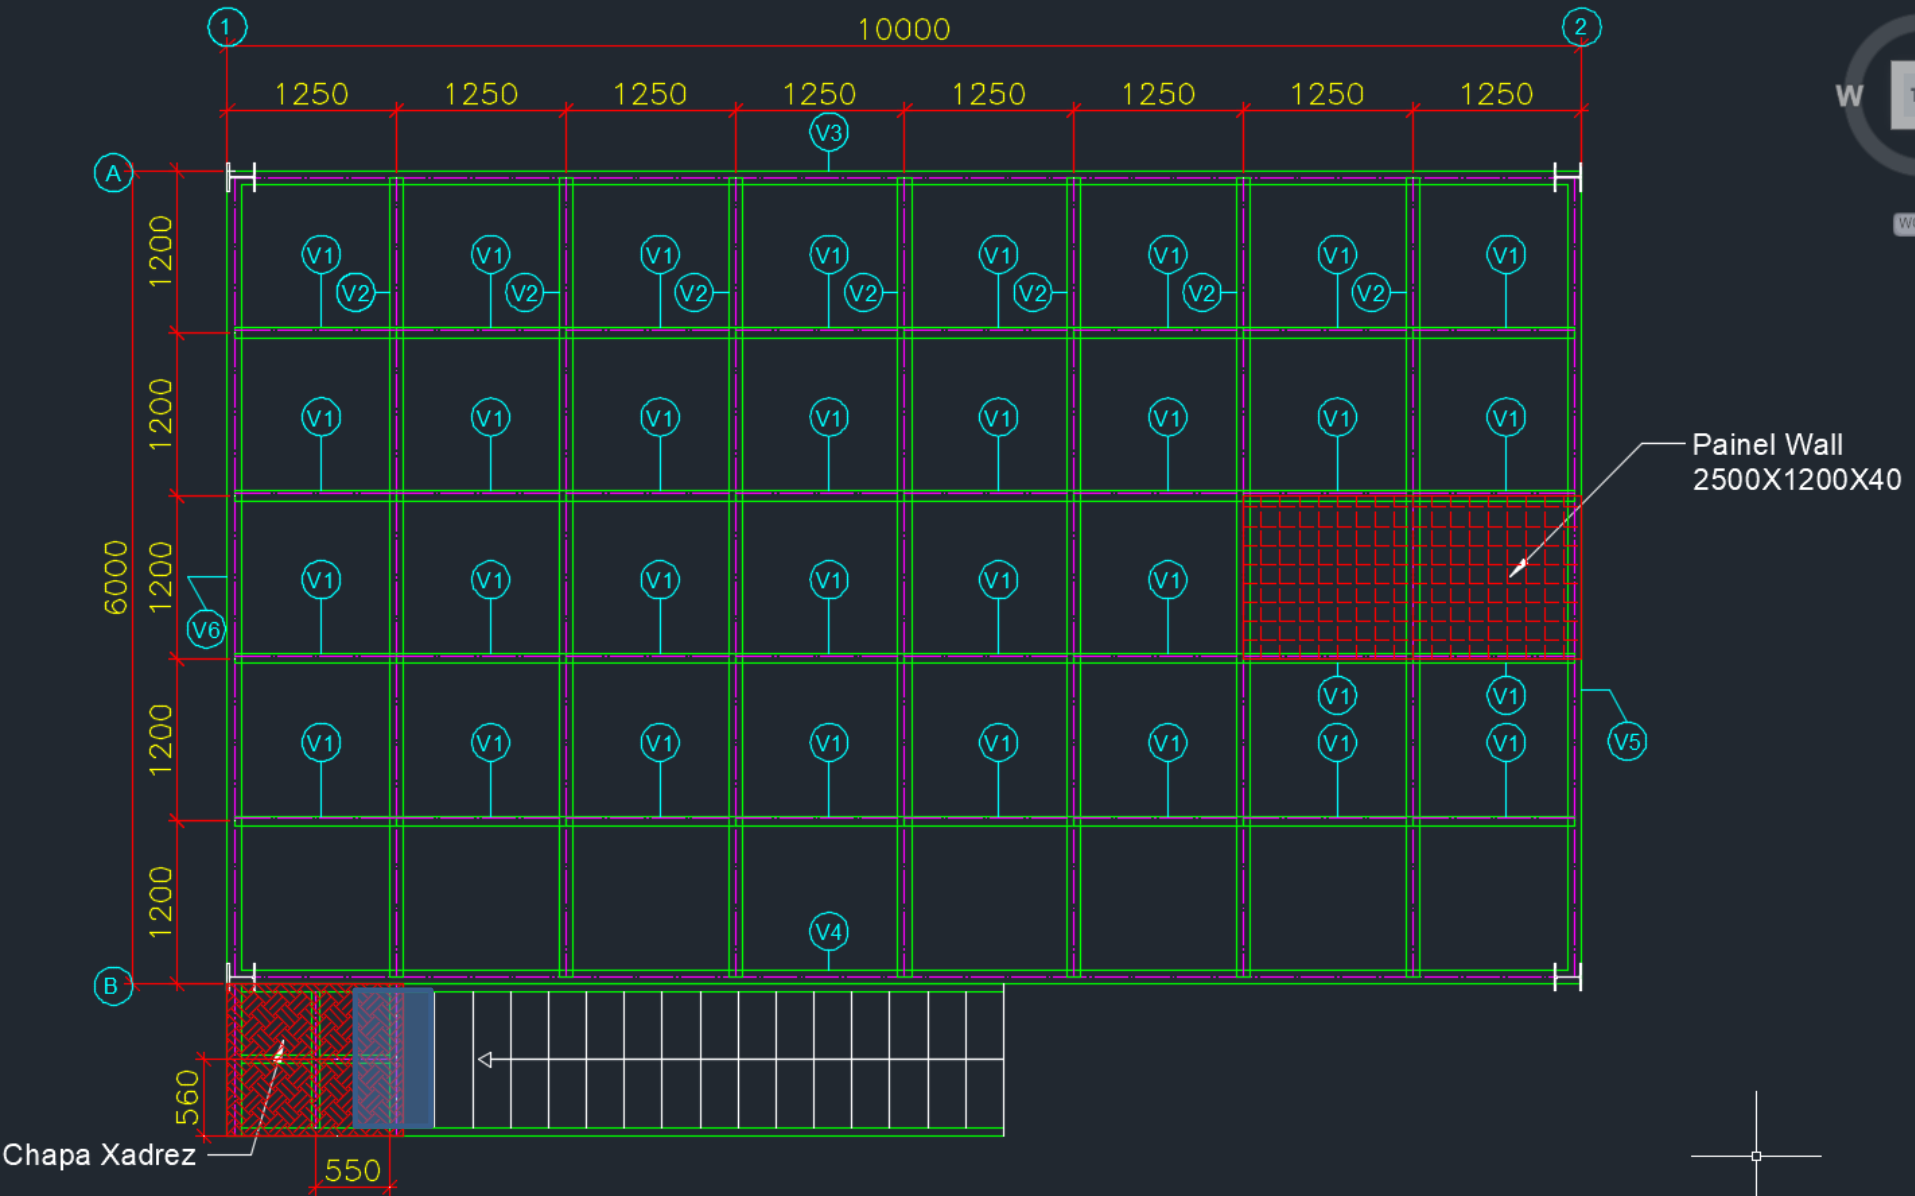 1
10000
2
1250 1250 1250 1250 1250 1250 1250 1250
W
V3
A
1200
V1 V1 V1 V1 V1 V1 V1 V1
V2 V2 V2 V2 V2 V2 V2
1200
V1 V1 V1 V1 V1 V1 V1 V1
Painel Wall
2500X1200X40
6000
1200
V1 V1 V1 V1 V1 V1
V6
V1 V1
1200
V1 V1 V1 V1 V1 V1 V1 V1
V5
1200
V4
B
560
Chapa Xadrez
550